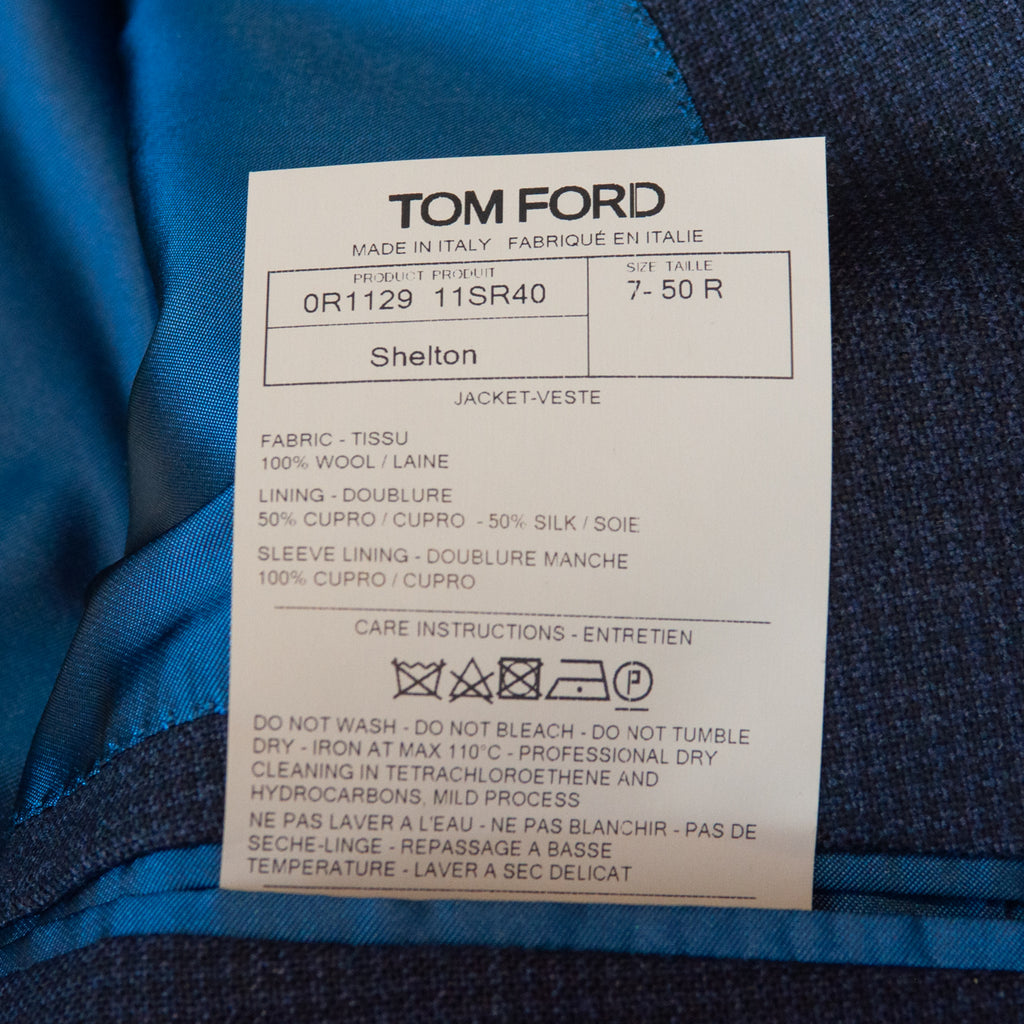 TOM FORD
MADE IN ITALY FABRIQUÉ EN ITALIE
PRODUCT PRODUIT
0R1129 11SR40
SIZE TAILLE
7- 50 R
Shelton
JACKET-VESTE
FABRIC - TISSU
100% WOOL / LAINE
LINING - DOUBLURE
50% CUPRO / CUPRO - 50% SILK / SOIE
SLEEVE LINING - DOUBLURE MANCHE
100% CUPRO / CUPRO
CARE INSTRUCTIONS - ENTRETIEN
P
DO NOT WASH - DO NOT BLEACH - DO NOT TUMBLE
DRY - IRON AT MAX 110°C - PROFESSIONAL DRY
CLEANING IN TETRACHLOROETHENE AND
HYDROCARBONS, MILD PROCESS
NE PAS LAVER A L'EAU - NE PAS BLANCHIR - PAS DE
SECHE-LINGE - REPASSAGE A BASSE
TEMPERATURE - LAVER A SEC DELICAT